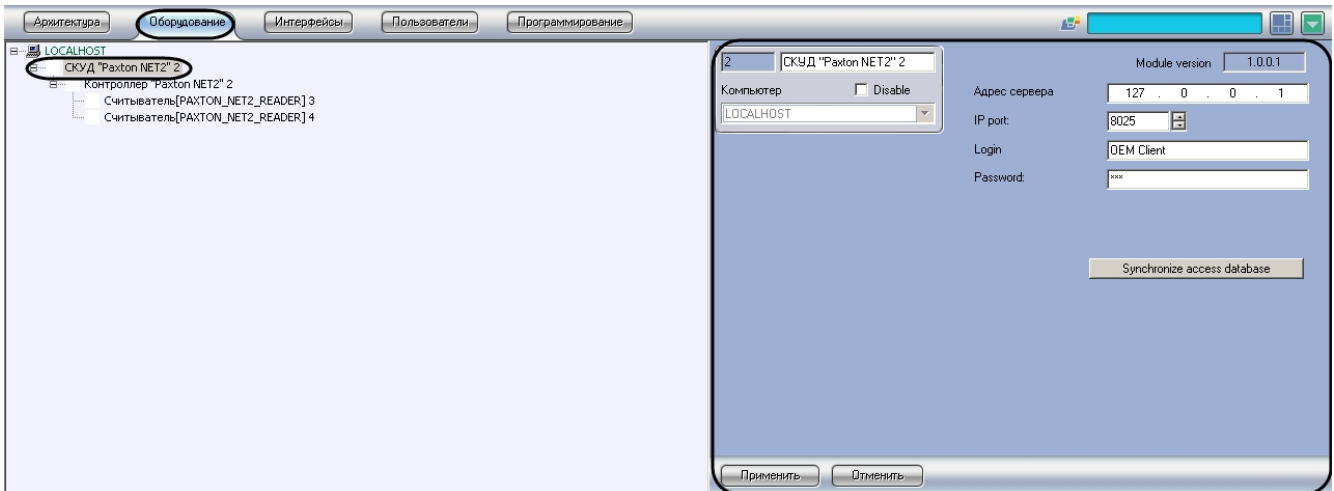 Архитектура Оборудование Интерфейсы Пользователи Программирование
LOCALHOST
СКУД "Paxton NET2" 2
Контроллер "Paxton NET2" 2
Считыватель[PAXTON_NET2_READER] 3
Считыватель[PAXTON_NET2_READER] 4
2 СКУД "Paxton NET2" 2
Компьютер Disable
LOCALHOST
Module version 1.0.0.1
Адрес сервера 127 . 0 . 0 . 1
IP port: 8025
Login OEM Client
Password: ×××
Synchronize access database
Применить Отменить